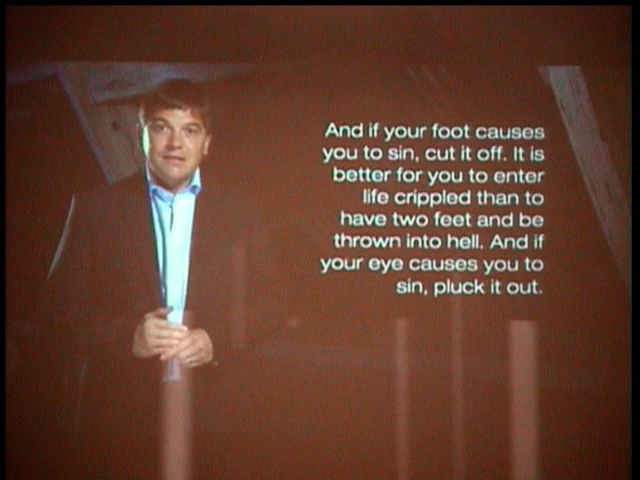 And if your foot causes
you to sin, cut it off. It is
better for you to enter
life crippled than to
have two feet and be
thrown into hell. And if
your eye causes you to
sin, pluck it out.